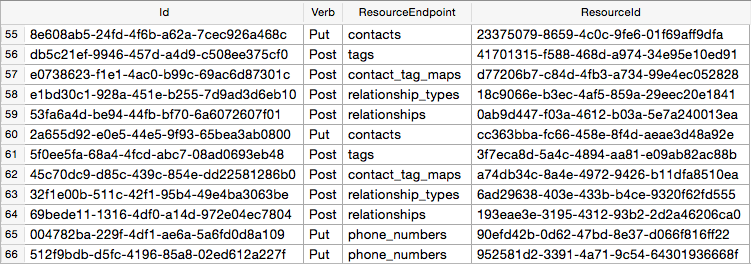 Id Verb ResourceEndpoint ResourceId
55 8e608ab5-24fd-4f6b-a62a-7cec926a468c Put contacts 23375079-8659-4c0c-9fe6-01f69aff9dfa
56 db5c21ef-9946-457d-a4d9-c508ee375cf0 Post tags 41701315-f588-468d-a974-34e95e10ed91
57 e0738623-f1e1-4ac0-b99c-69ac6d87301c Post contact_tag_maps d77206b7-c84d-4fb3-a734-99e4ec052828
58 e1bd30c1-928a-451e-b255-7d9ad3d6eb10 Post relationship_types 18c9066e-b3ec-4af5-859a-29eec20e1841
59 53fa6a4d-be94-44fb-bf70-6a6072607f01 Post relationships 0ab9d447-f03a-4612-b03a-5e7a240013ea
60 2a655d92-e0e5-44e5-9f93-65bea3ab0800 Put contacts cc363bba-fc66-458e-8f4d-aeae3d48a92e
61 5f0ee5fa-68a4-4fcd-abc7-08ad0693eb48 Post tags 3f7eca8d-5a4c-4894-aa81-e09ab82ac88b
62 45c70dc9-d85c-439c-854e-dd22581286b0 Post contact_tag_maps a74db34c-8a4e-4972-9426-b11dfa8510ea
63 32f1e00b-511c-42f1-95b4-49e4ba3063be Post relationship_types 6ad29638-403e-433b-b4ce-9320f62fd555
64 69bede11-1316-4df0-a14d-972e04ec7804 Post relationships 193eae3e-3195-4312-93b2-2d2a46206ca0
65 004782ba-229f-4df1-ae6a-5a6fd0d8a109 Put phone_numbers 90efd42b-0d62-47bd-8e37-d066f816ff22
66 512f9bdb-d5fc-4196-85a8-02ed612a227f Put phone_numbers 952581d2-3391-4a71-9c54-64301936668f